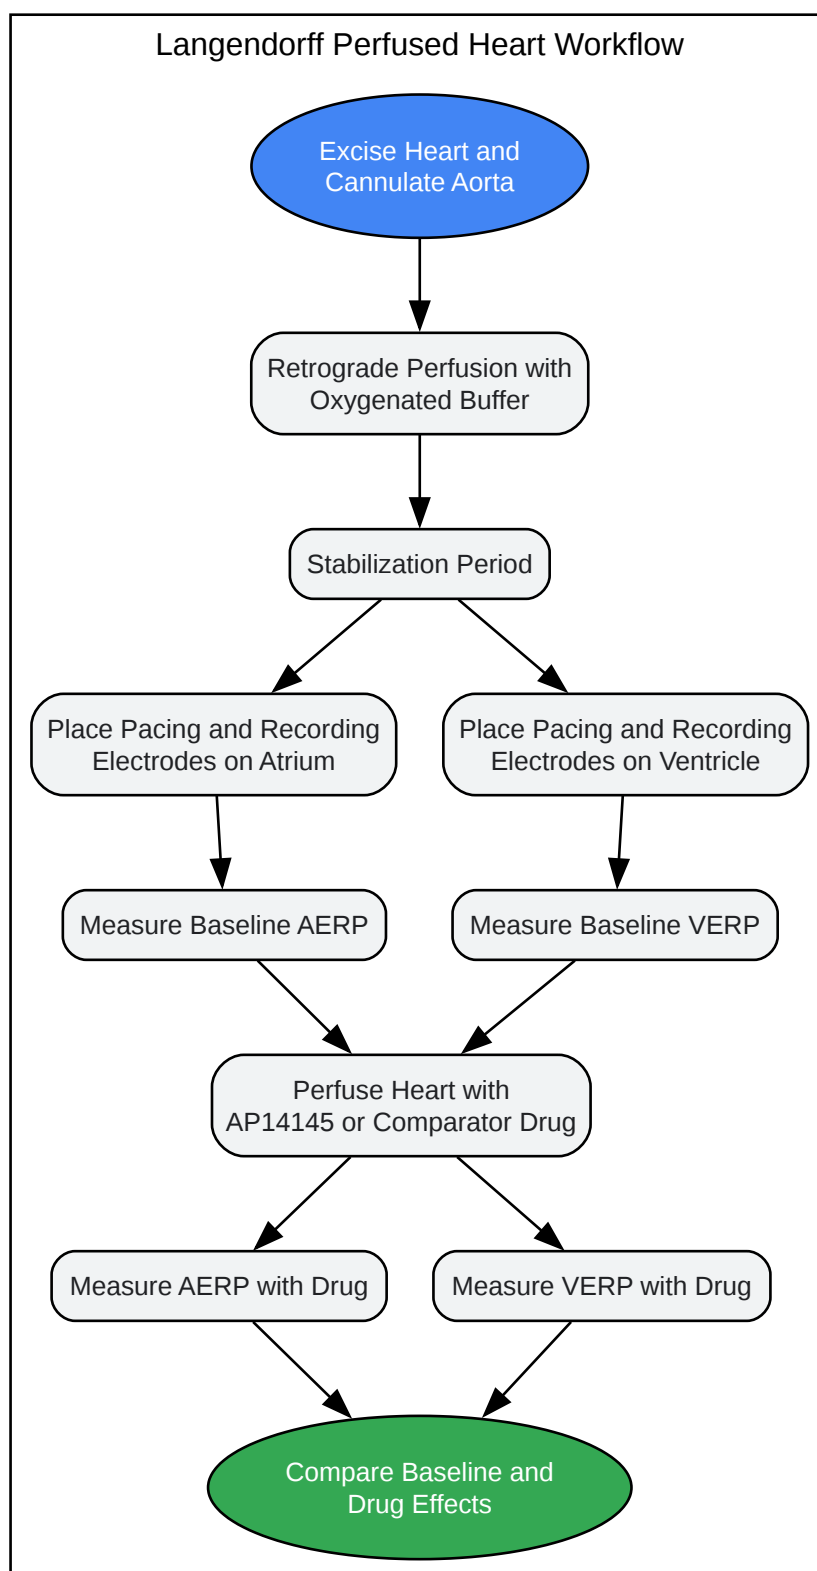 Langendorff Perfused Heart Workflow
Excise Heart and
Cannulate Aorta
Retrograde Perfusion with
Oxygenated Buffer
Stabilization Period
Place Pacing and Recording
Electrodes on Atrium
Place Pacing and Recording
Electrodes on Ventricle
Measure Baseline AERP
Measure Baseline VERP
Perfuse Heart with
AP14145 or Comparator Drug
Measure AERP with Drug
Measure VERP with Drug
Compare Baseline and
Drug Effects